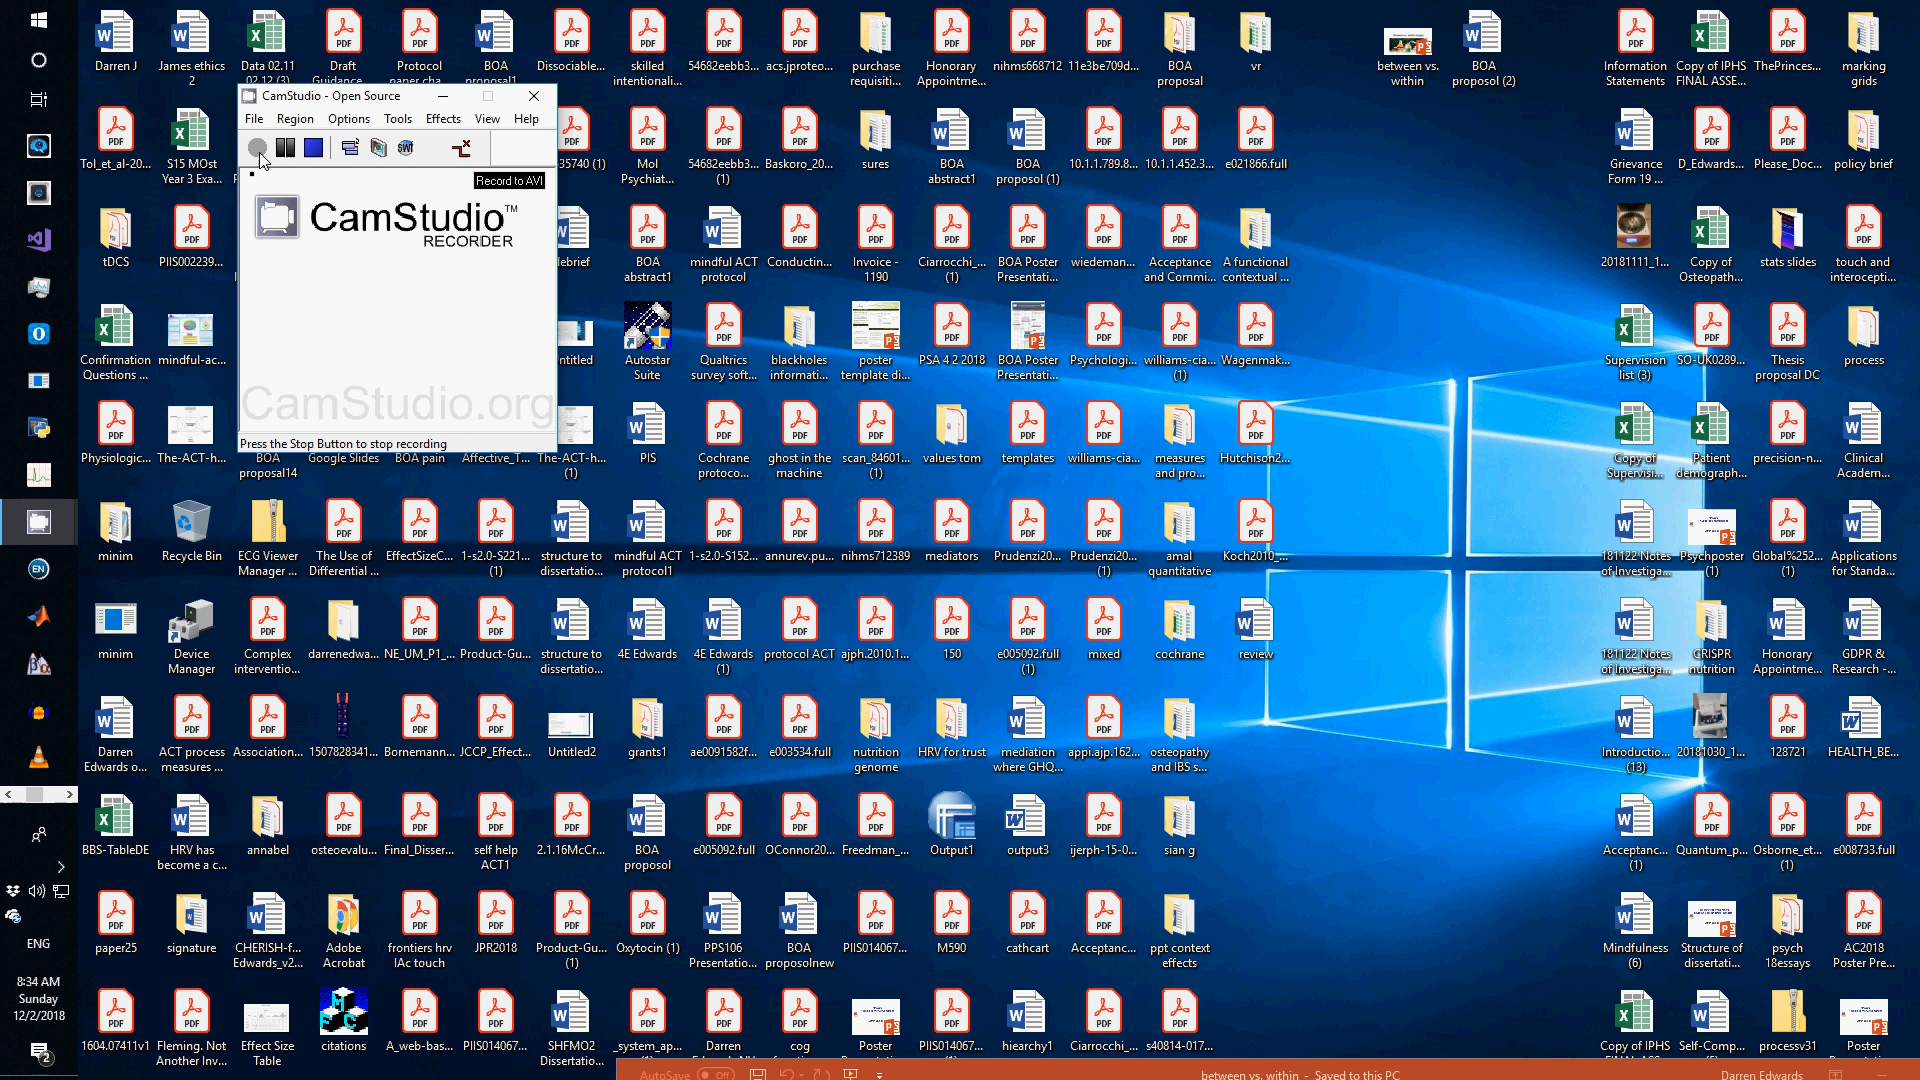 Darren J
James ethics
2
Data 02.11
02.12 (3)
Draft
Guidance
Protocol
paper cha...
BOA
proposal1
Dissociable...
skilled
intentionali...
54682eebb3...
acs.jproteo...
purchase
requisiti...
Honorary
Appointme...
nihms668712
11e3be709d...
BOA
proposal
vr
between vs.
within
BOA
proposal (2)
Information
Statements
Copy of IPHS
FINAL ASSE...
ThePrinces...
marking
grids
CamStudio - Open Source
File Region Options Tools Effects View Help
Record to AVI
CamStudio™
RECORDER
CamStudio.org
Press the Stop Button to stop recording
Tol_et_al-20...
S15 MOst
Year 3 Exa...
35740 (1)
Mol
Psychiat...
54682eebb3...
(1)
Baskoro_20...
sures
BOA
abstract1
BOA
proposol (1)
10.1.1.789.8...
10.1.1.452.3...
e021866.full
Grievance
Form 19 ...
D_Edwards...
Please_Doc...
policy brief
tDCS
PIIS002239...
debrief
BOA
abstract1
mindful ACT
protocol
Conductin...
Invoice -
1190
Ciarrocchi_...
(1)
BOA Poster
Presentati...
wiedeman...
Acceptance
and Commi...
A functional
contextual ...
20181111_1...
Copy of
Osteopath...
stats slides
touch and
interocepti...
Confirmation
Questions ...
mindful-ac...
Untitled
Autostar
Suite
Qualtrics
survey soft...
blackholes
informati...
poster
template di...
PSA 4 2 2018
BOA Poster
Presentati...
Psychologi...
williams-cia...
(1)
Wagenmak...
Supervision
list (3)
SO-UK0289...
Thesis
proposal DC
process
Physiologic...
The-ACT-h...
BOA
proposal14
Google Slides
BOA pain
Affective_T...
The-ACT-h...
(1)
PIS
Cochrane
protoco...
ghost in the
machine
scan_84601...
(1)
values tom
templates
williams-cia...
measures
and pro...
Hutchison2...
Copy of
Supervisi...
Patient
demograph...
precision-n...
Clinical
Academ...
minim
Recycle Bin
ECG Viewer
Manager ...
The Use of
Differential ...
EffectSizeC...
1-s2.0-S221...
(1)
structure to
dissertatio...
mindful ACT
protocol1
1-s2.0-S152...
annurev.pu...
nihms712389
mediators
Prudenzi20...
Prudenzi20...
(1)
amal
quantitative
Koch2010_...
181122 Notes
of Investiga...
Psychposter
(1)
Global%252...
(1)
Applications
for Standa...
minim
Device
Manager
Complex
interventio...
darrenedwa...
NE_UM_P1_...
Product-Gu...
structure to
dissertatio...
4E Edwards
4E Edwards
(1)
protocol ACT
ajph.2010.1...
150
e005092.full
(1)
mixed
cochrane
review
181122 Notes
of Investiga...
CRISPR
nutrition
Honorary
Appointme...
GDPR &
Research -...
Darren
Edwards o...
ACT process
measures ...
Association...
1507828341...
Bornemann...
JCCP_Effect...
Untitled2
grants1
ae0091582f...
e003534.full
nutrition
genome
HRV for trust
mediation
where GHQ...
appi.ajp.162...
osteopathy
and IBS s...
Introductio...
(13)
20181030_1...
128721
HEALTH_BE...
BBS-TableDE
HRV has
become a c...
annabel
osteoevalu...
Final_Disser...
self help
ACT1
2.1.16McCr...
BOA
proposal
e005092.full
OConnor20...
Freedman_...
Output1
output3
ijerph-15-0...
sian g
Acceptanc...
(1)
Quantum_p...
Osborne_et...
(1)
e008733.full
paper25
signature
CHERISH-f...
Edwards_v2...
Adobe
Acrobat
frontiers hrv
IAc touch
JPR2018
Product-Gu...
(1)
Oxytocin (1)
PPS106
Presentatio...
BOA
proposolnew
PIIS014067...
M590
cathcart
Acceptanc...
ppt context
effects
Mindfulness
(6)
Structure of
dissertati...
psych
18essays
AC2018
Poster Pre...
1604.07411v1
Fleming. Not
Another Inv...
Effect Size
Table
citations
A_web-bas...
PIIS014067...
SHFMO2
Dissertatio...
_system_ap...
Darren
cog
Poster
PIIS014067...
hiearchy1
Ciarrocchi_...
s40814-017...
Copy of IPHS
FINAL ASSE...
Self-Comp...
processv31
Poster
ENG
8:34 AM
Sunday
12/2/2018
2
AutoSave Off
between vs. within - Saved to this PC
Darren Edwards